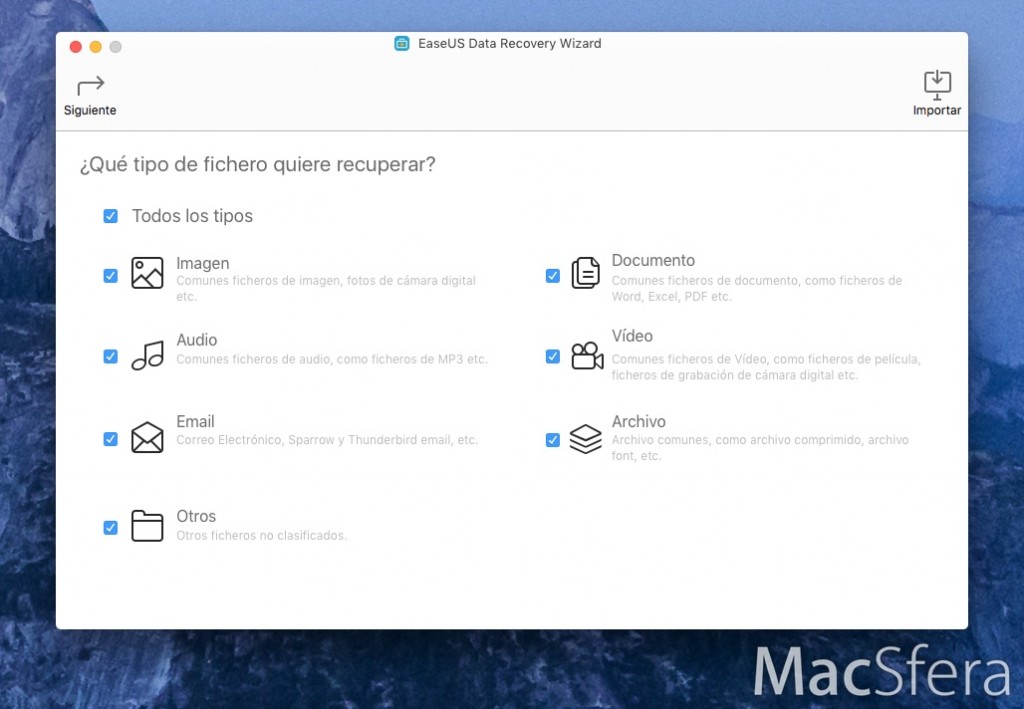 EaseUS Data Recovery Wizard
Siguiente
Importar
¿Qué tipo de fichero quiere recuperar?
Todos los tipos
Imagen
Comunes ficheros de imagen, fotos de cámara digital
etc.
Documento
Comunes ficheros de documento, como ficheros de
Word, Excel, PDF etc.
Audio
Comunes ficheros de audio, como ficheros de MP3 etc.
Vídeo
Comunes ficheros de Vídeo, como ficheros de película,
ficheros de grabación de cámara digital etc.
Email
Correo Electrónico, Sparrow y Thunderbird email, etc.
Archivo
Archivo comunes, como archivo comprimido, archivo
font, etc.
Otros
Otros ficheros no clasificados.
MacSfera